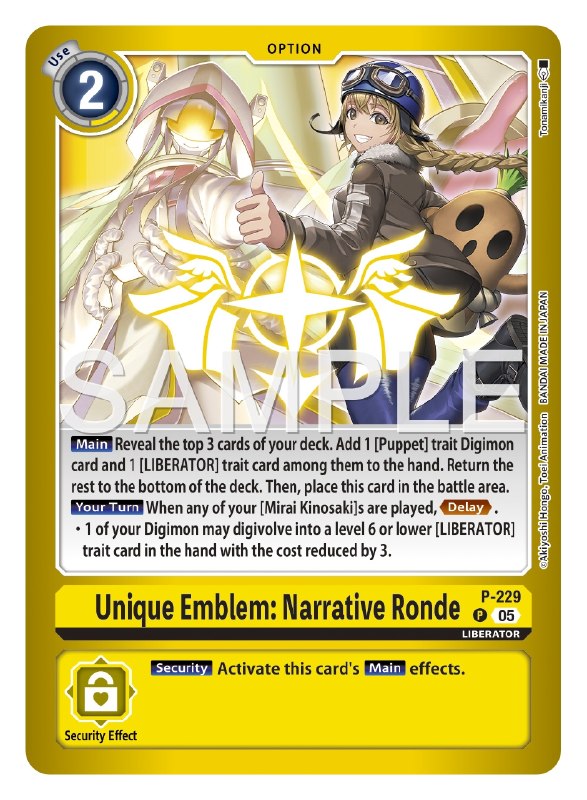 OPTION
Use
2
Tonamikanji
SAMPLE
Main Reveal the top 3 cards of your deck. Add 1 [Puppet] trait Digimon
card and 1 [LIBERATOR] trait card among them to the hand. Return the
rest to the bottom of the deck. Then, place this card in the battle area.
Your Turn When any of your [Mirai Kinosaki]s are played, Delay.
・1 of your Digimon may digivolve into a level 6 or lower [LIBERATOR]
trait card in the hand with the cost reduced by 3.
©Akiyoshi Hongo, Toei Animation BANDAI MADE IN JAPAN
Unique Emblem: Narrative Ronde
P-229
P 05
LIBERATOR
Security Activate this card's Main effects.
Security Effect